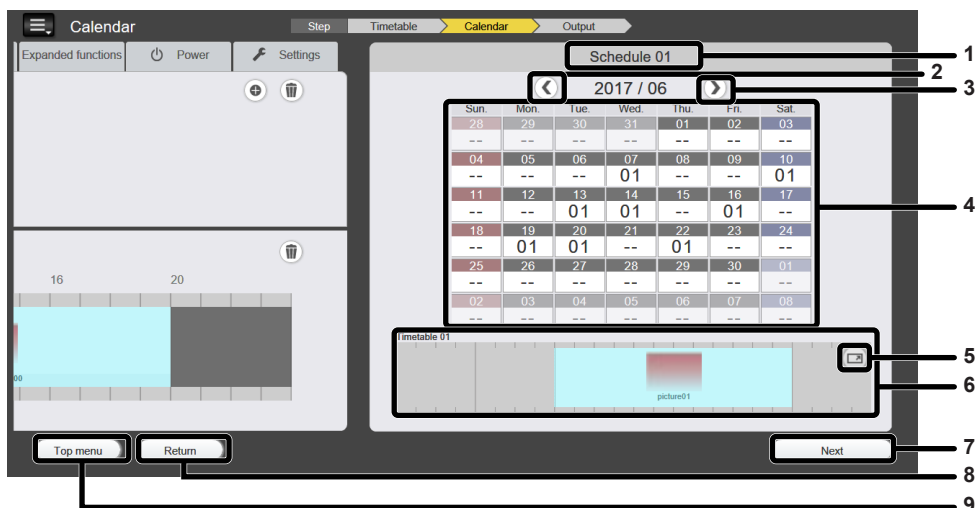 Calendar
Step Timetable Calendar Output
Expanded functions Power Settings
Schedule 01
1
2
3
2017 / 06
Sun. Mon. Tue. Wed. Thu. Fri. Sat.
28 29 30 31 01 02 03
-- -- -- -- -- -- --
04 05 06 07 08 09 10
-- -- -- 01 -- -- 01
11 12 13 14 15 16 17
-- -- 01 01 -- 01 --
4
18 19 20 21 22 23 24
-- 01 01 -- 01 -- --
25 26 27 28 29 30 01
-- -- -- -- -- -- --
02 03 04 05 06 07 08
-- -- -- -- -- -- --
16 20
00
Timetable 01
5
6
picture01
Top menu Return Next
7
8
9